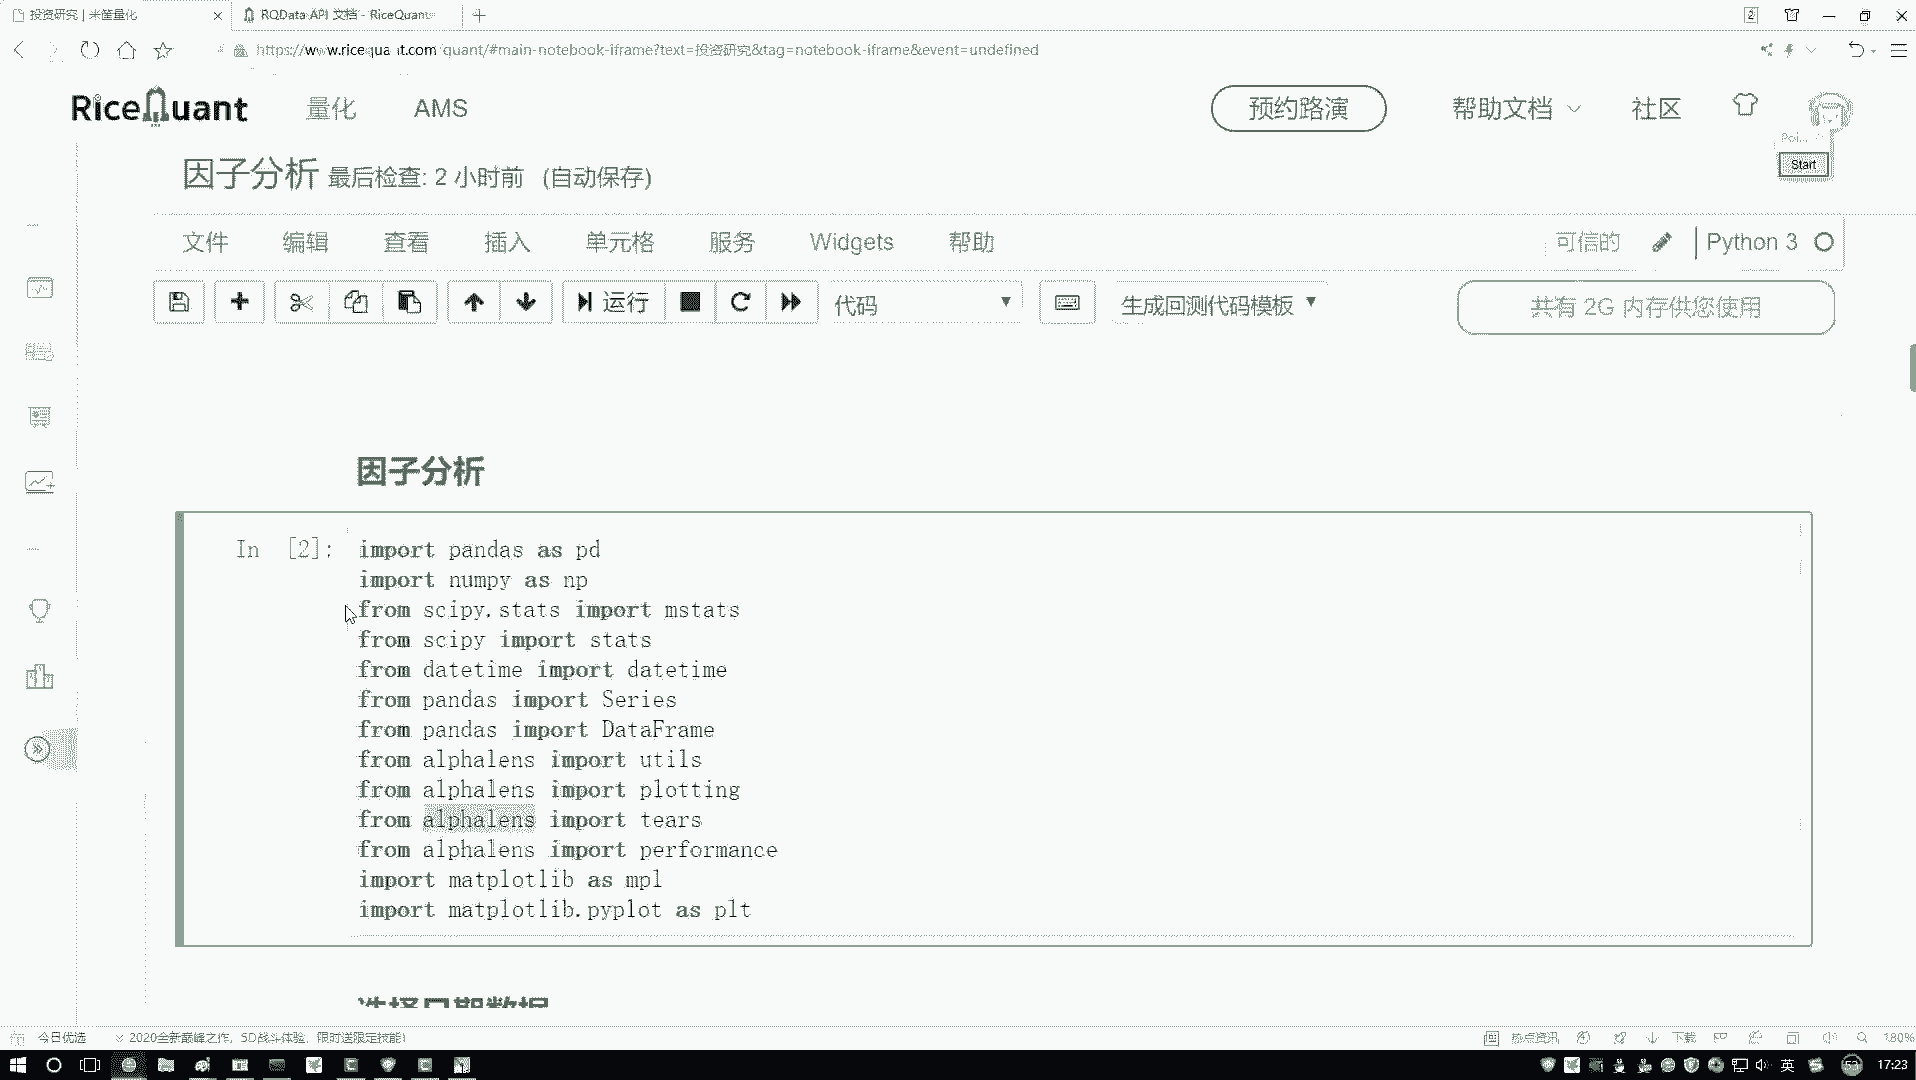 投资研究 | 米筐量化
RQData API 文档 - RiceQuant
2
https://www.ricequant.com/quant/#main-notebook-iframe?text=投资研究&tag=notebook-iframe&event=undefined
RiceQuant
量化
AMS
预约路演
帮助文档
社区
Poi...
Start
因子分析 最后检查: 2 小时前 (自动保存)
文件
编辑
查看
插入
单元格
服务
Widgets
帮助
可信的
Python 3
运行
代码
生成回测代码模板
共有 2G 内存供您使用
因子分析
In [2]:
import pandas as pd
import numpy as np
from scipy.stats import mstats
from scipy import stats
from datetime import datetime
from pandas import Series
from pandas import DataFrame
from alphalens import utils
from alphalens import plotting
from alphalens import tears
from alphalens import performance
import matplotlib as mpl
import matplotlib.pyplot as plt
今日优选
2020全新巅峰之作，5D战斗体验，限时送限定技能！
热点资讯
下载
180%
英
53
17:23